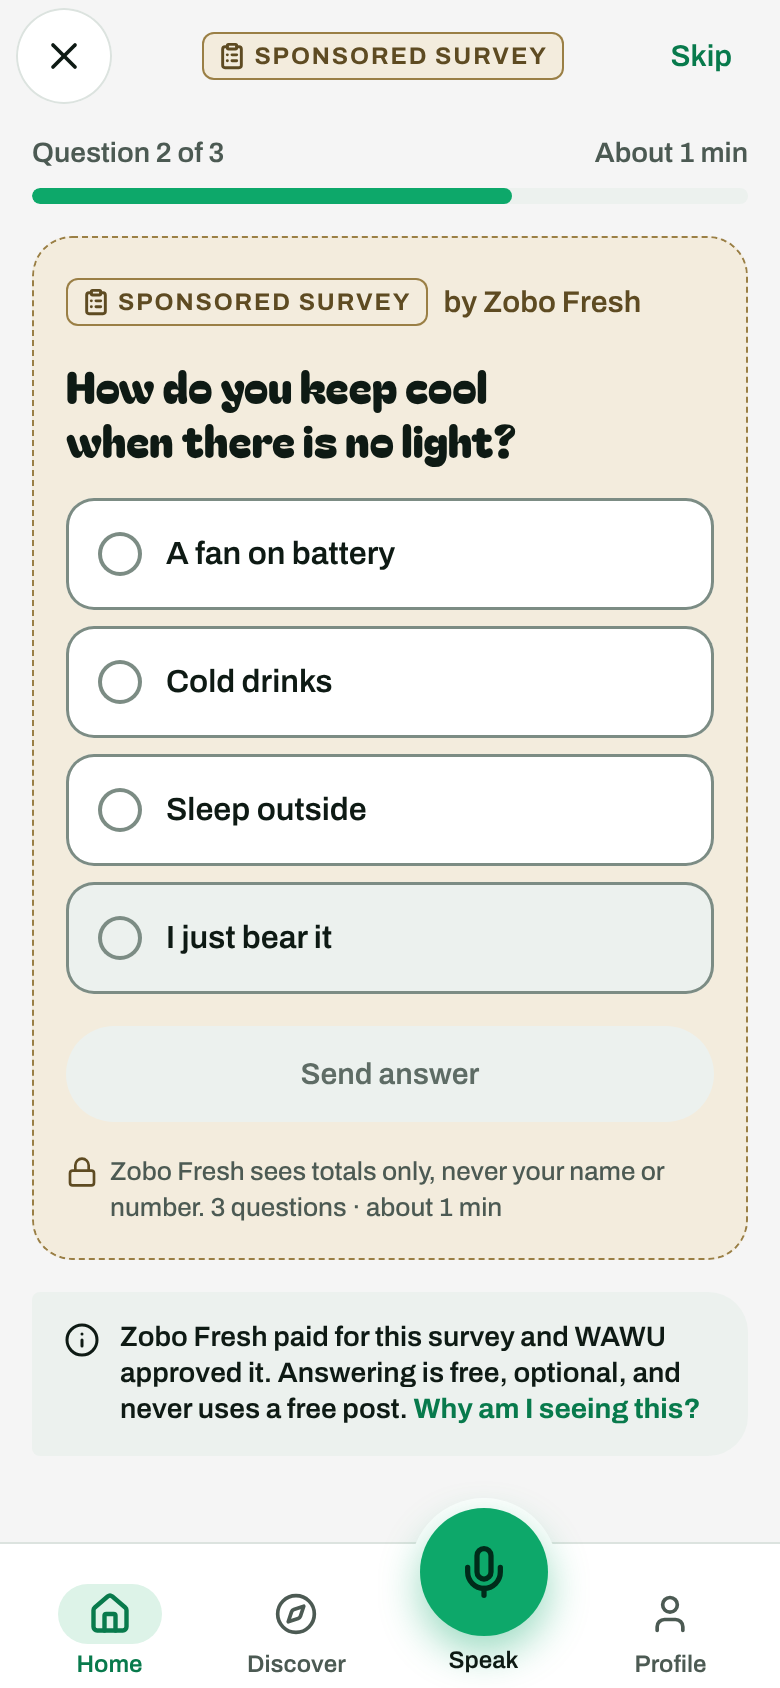 SPONSORED SURVEY
Skip
Question 2 of 3
About 1 min
SPONSORED SURVEY by Zobo Fresh
How do you keep cool
when there is no light?
A fan on battery
Cold drinks
Sleep outside
I just bear it
Send answer
Zobo Fresh sees totals only, never your name or
number. 3 questions · about 1 min
Zobo Fresh paid for this survey and WAWU
approved it. Answering is free, optional, and
never uses a free post. Why am I seeing this?
Home
Discover
Speak
Profile